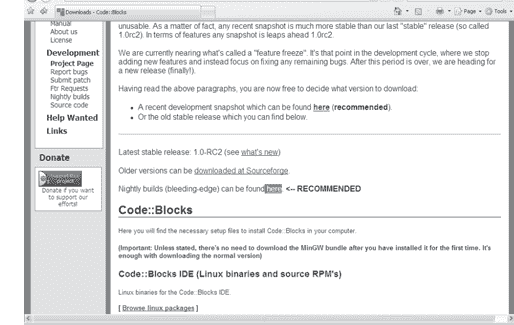 Downloads - Code::Blocks
Page
Tools
Manual
About us
License
Development
Project Page
Report bugs
Submit patch
Ftr Requests
Nightly builds
Source code
Help Wanted
Links
Donate
Donate if you want
to support our
efforts!
unusable. As a matter of fact, any recent snapshot is much more stable than our last "stable" release (so called
1.0rc2). In terms of features any snapshot is leaps ahead 1.0rc2.
We are currently nearing what's called a "feature freeze". It's that point in the development cycle, where we stop
adding new features and instead focus on fixing any remaining bugs. After this period is over, we are heading for
a new release (finally!).
Having read the above paragraphs, you are now free to decide what version to download:
• A recent development snapshot which can be found here (recommended).
• Or the old stable release which you can find below.
Latest stable release: 1.0-RC2 (see what's new)
Older versions can be downloaded at Sourceforge.
Nightly builds (bleeding-edge) can be found here. <-- RECOMMENDED
Code::Blocks
Here you will find the necessary setup files to install Code::Blocks in your computer.
(Important: Unless stated, there's no need to download the MinGW bundle after you have installed it for the first time. It's
enough with downloading the normal version)
Code::Blocks IDE (Linux binaries and source RPM's)
Linux binaries for the Code::Blocks IDE.
[ Browse linux packages ]